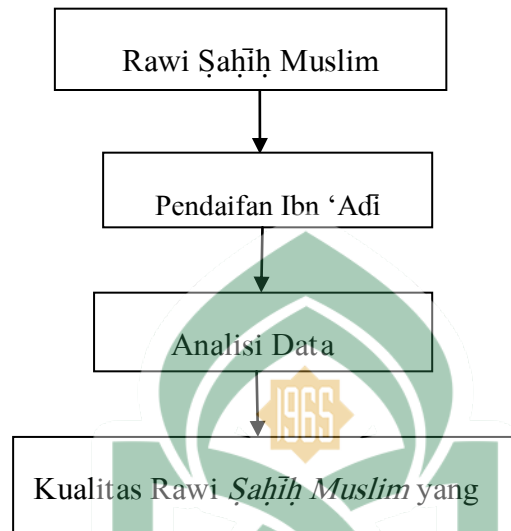 Rawi Ṣaḥīḥ Muslim
Pendaifan Ibn ‘Adī
Analisi Data
1965
Kualitas Rawi Ṣaḥīḥ Muslim yang